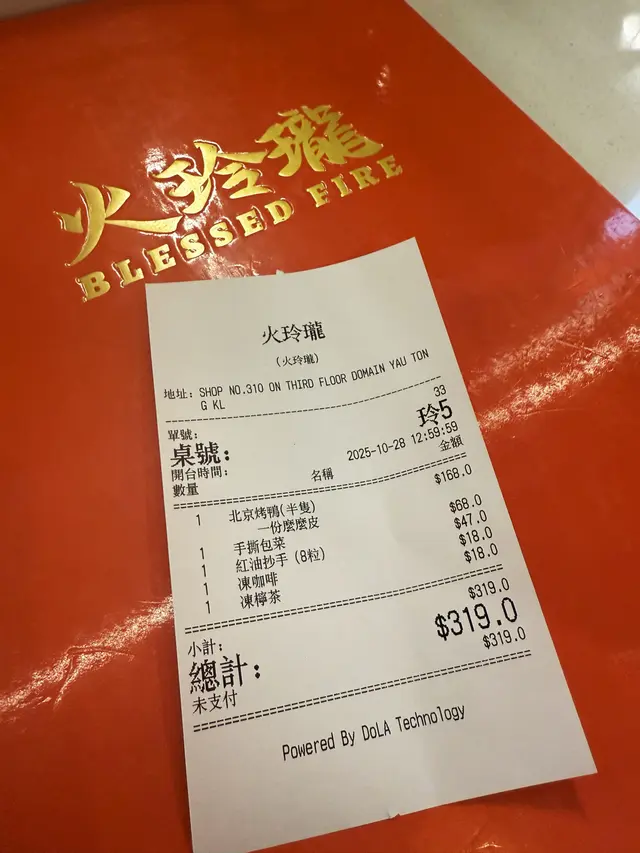 火玲瓏
BLESSED FIRE
火玲瓏
(火玲瓏)
地址: SHOP NO.310 ON THIRD FLOOR DOMAIN YAU TON
G KL
單號: 33
桌號: 玲5
開台時間: 2025-10-28 12:59:59
數量 名稱 金額
1 北京烤鴨(半隻) $168.0
一份麼麼皮
1 手撕包菜 $68.0
1 紅油抄手 (8粒) $47.0
1 凍咖啡 $18.0
1 凍檸茶 $18.0
小計: $319.0
總計: $319.0
未支付 $319.0
Powered By DoLA Technology